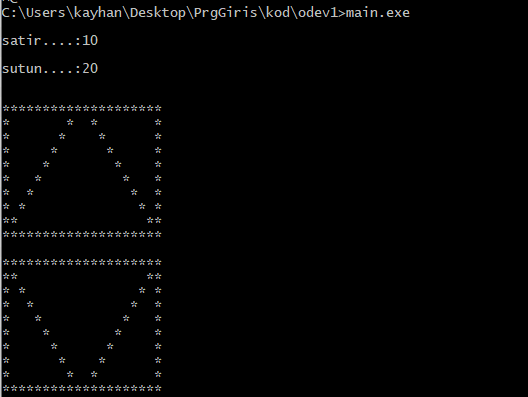 C:\Users\kayhan\Desktop\PrgGiris\kod\odev1>main.exe
satir....:10
sutun....:20
********************
*       *  *       *
*      *    *      *
*     *      *     *
*    *        *    *
*   *          *   *
*  *            *  *
* *              * *
**                **
********************
********************
**                **
* *              * *
*  *            *  *
*   *          *   *
*    *        *    *
*     *      *     *
*      *    *      *
*       *  *       *
********************